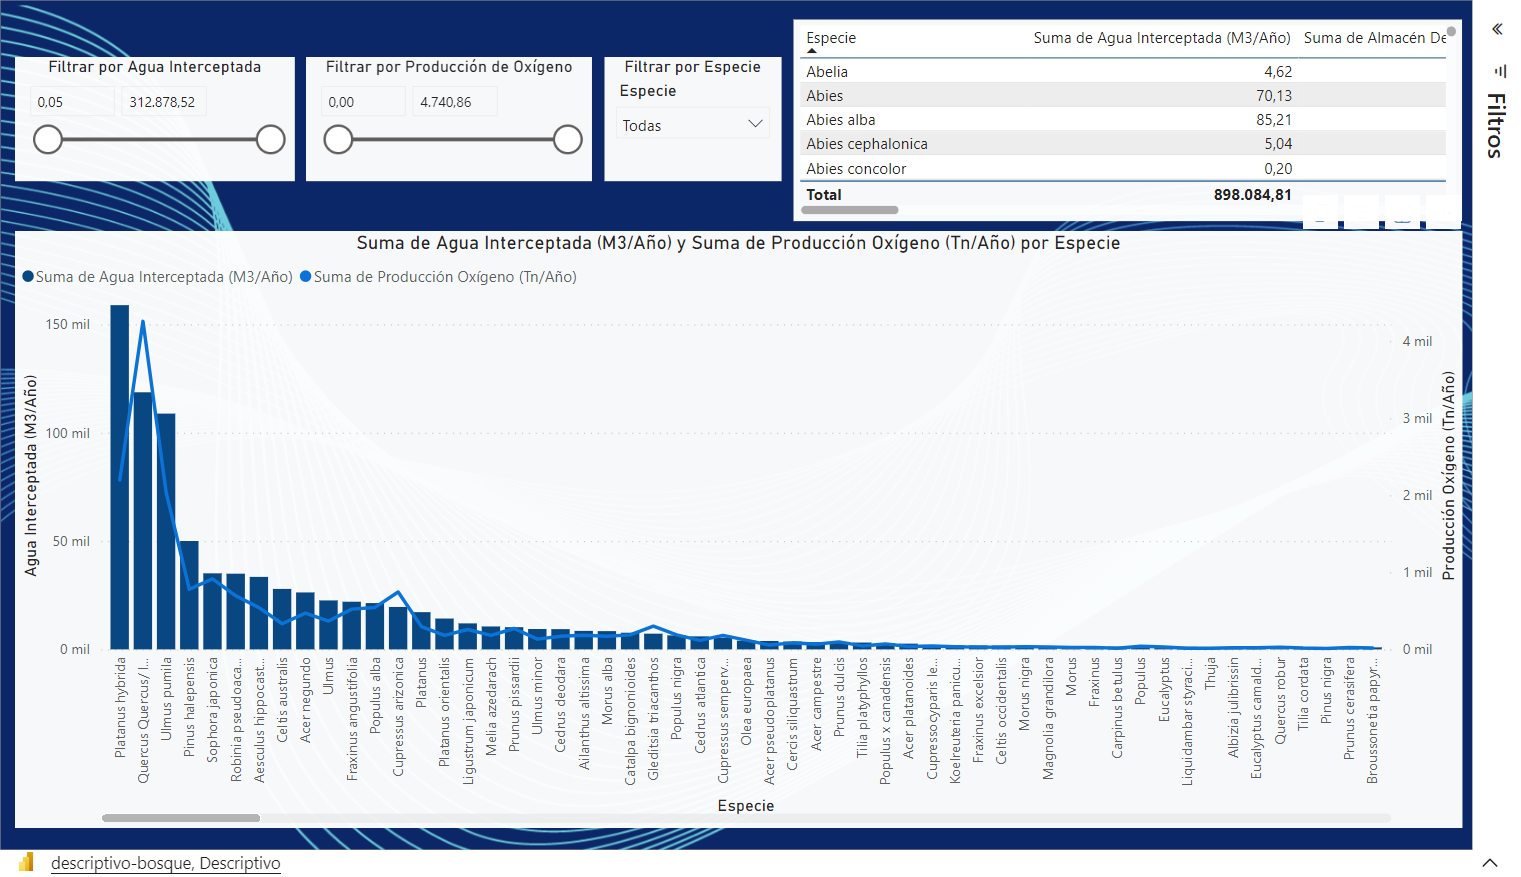 Filtrar por Agua Interceptada
0,05
312.878,52
Filtrar por Producción de Oxígeno
0,00
4.740,86
Filtrar por Especie
Especie
Todas
Especie Suma de Agua Interceptada (M3/Año) Suma de Almacén De
Abelia 4,62
Abies 70,13
Abies alba 85,21
Abies cephalonica 5,04
Abies concolor 0,20
Total 898.084,81
Filtros
Suma de Agua Interceptada (M3/Año) y Suma de Producción Oxígeno (Tn/Año) por Especie
Suma de Agua Interceptada (M3/Año) Suma de Producción Oxígeno (Tn/Año)
Agua Interceptada (M3/Año)
150 mil
100 mil
50 mil
0 mil
4 mil
3 mil
2 mil
1 mil
0 mil
Producción Oxígeno (Tn/Año)
Platanus hybrida
Quercus Quercus/ I...
Ulmus pumila
Pinus halepensis
Sophora japonica
Robinia pseudoaca...
Aesculus hippocast...
Celtis australis
Acer negundo
Ulmus
Fraxinus angustifolia
Populus alba
Cupressus arizonica
Platanus
Platanus orientalis
Ligustrum japonicum
Melia azedarach
Prunus pissardii
Ulmus minor
Cedrus deodara
Ailanthus altissima
Morus alba
Catalpa bignonioides
Gleditsia triacanthos
Populus nigra
Cedrus atlantica
Cupressus semperv...
Olea europaea
Acer pseudoplatanus
Cercis siliquastrum
Acer campestre
Prunus dulcis
Tilia platyphyllos
Populus x canadensis
Acer platanoides
Cupressocyparis le...
Koelreuteria panicu...
Fraxinus excelsior
Celtis occidentalis
Morus nigra
Magnolia grandilora
Morus
Fraxinus
Carpinus betulus
Populus
Eucalyptus
Liquidambar styraci...
Thuja
Albizia julibrissin
Eucalyptus camald...
Quercus robur
Tilia cordata
Pinus nigra
Prunus cerasifera
Broussonetia papyr...
Especie
descriptivo-bosque, Descriptivo